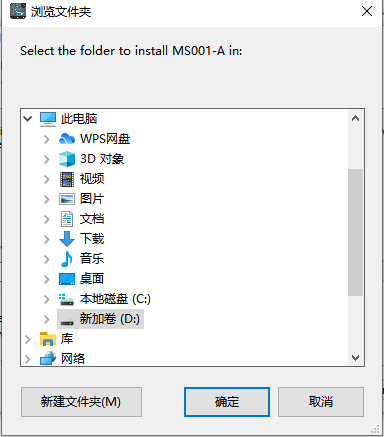 浏览文件夹
Select the folder to install MS001-A in:
此电脑
WPS网盘
3D 对象
视频
图片
文档
下载
音乐
桌面
本地磁盘 (C:)
新加卷 (D:)
库
网络
新建文件夹(M)
确定
取消